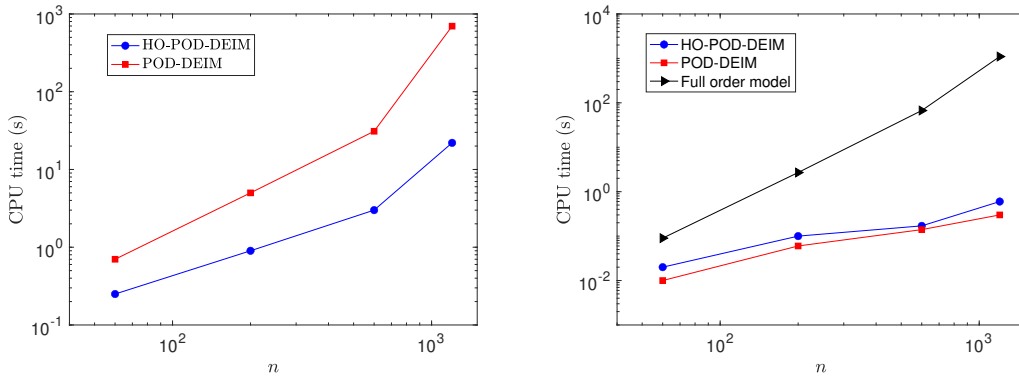 10^3
10^2
10^1
10^0
10^-1
CPU time (s)
HO-POD-DEIM
POD-DEIM
10^2
10^3
n
10^4
10^2
10^0
10^-2
CPU time (s)
HO-POD-DEIM
POD-DEIM
Full order model
10^2
10^3
n